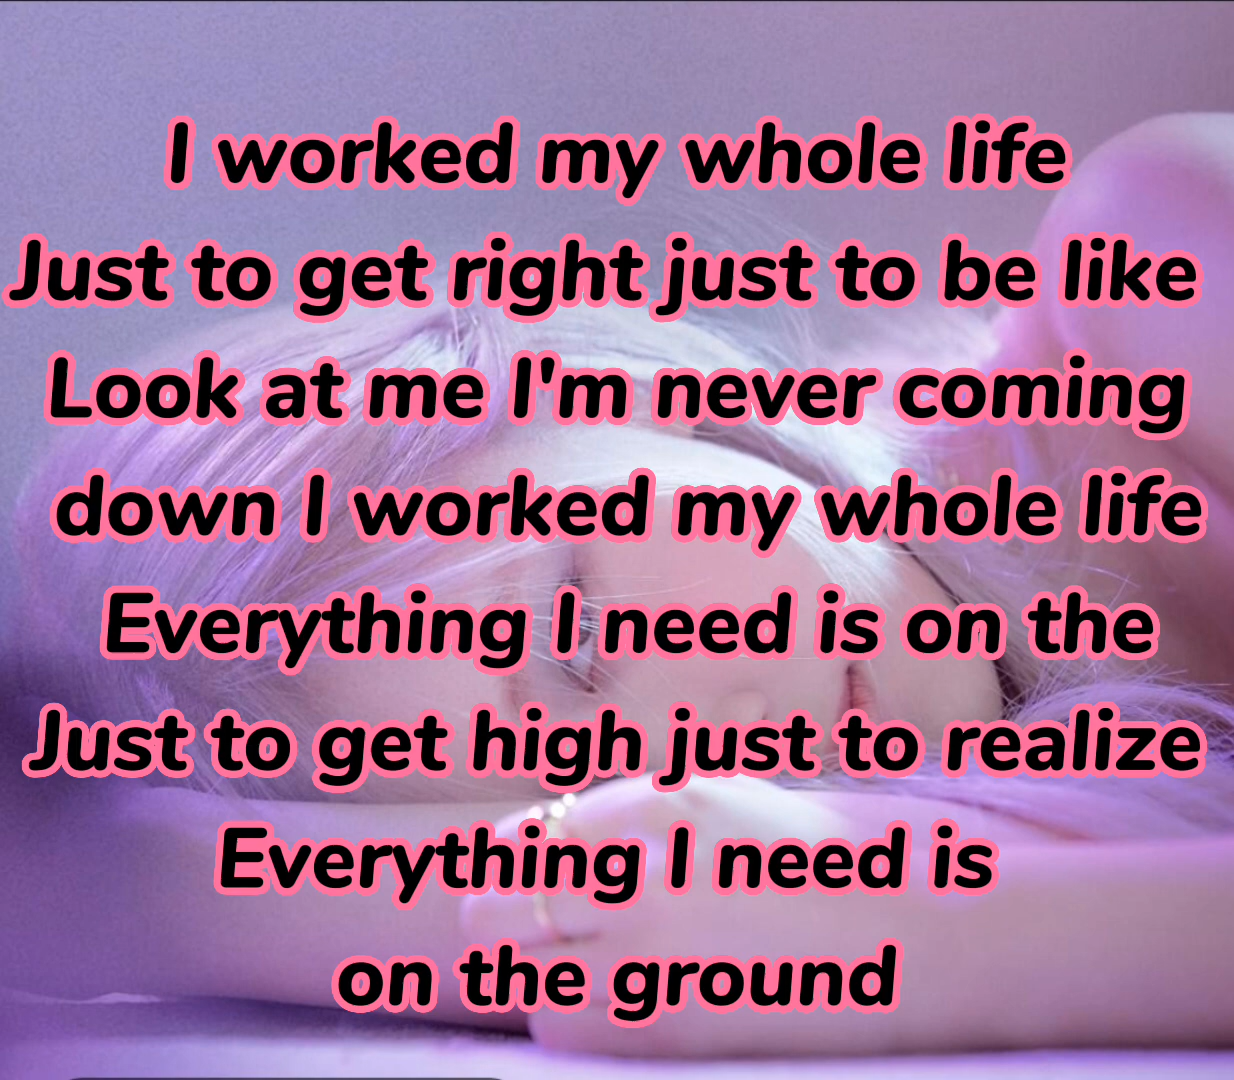 I worked my whole life
Just to get right just to be like
Look at me I'm never coming
down I worked my whole life
Everything I need is on the
Just to get high just to realize
Everything I need is
on the ground